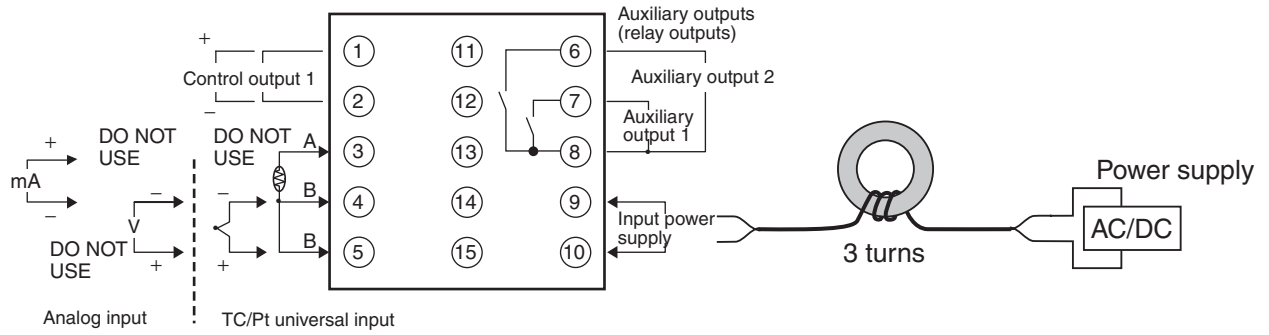 Auxiliary outputs
(relay outputs)
+
1
11
6
Control output 1
Auxiliary output 2
−
2
12
7
Auxiliary
output 1
DO NOT
USE
DO NOT
USE
A
3
13
8
+
mA
−
−
V
+
DO NOT
USE
−
+
B
4
14
9
B
5
15
10
Input power
supply
3 turns
Power supply
AC/DC
Analog input
TC/Pt universal input